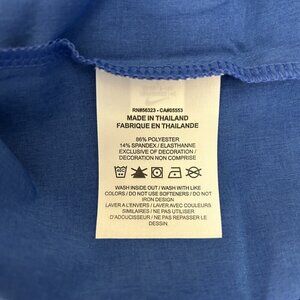 RN#56323 - CA#05553
MADE IN THAILAND
FABRIQUE EN THAILANDE
86% POLYESTER
14% SPANDEX / ELASTHANNE
EXCLUSIVE OF DECORATION /
DECORATION NON COMPRISE
WASH INSIDE OUT / WASH WITH LIKE
COLORS / DO NOT USE SOFTENERS / DO NOT
IRON DESIGN
LAVER A L'ENVERS / LAVER AVEC COULEURS
SIMILAIRES / NE PAS UTILISER
D'ADOUCISSEUR / NE PAS REPASSER LE
DESSIN.